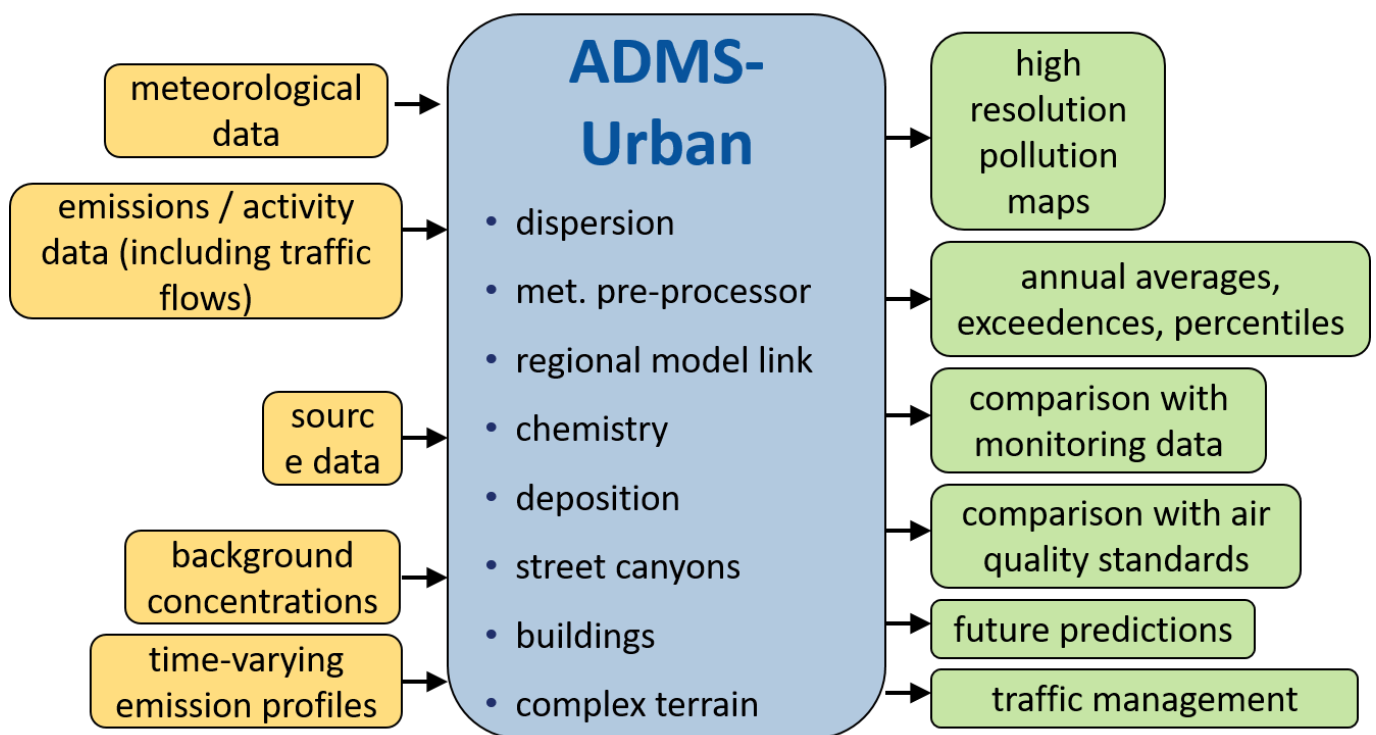 meteorological
data
emissions / activity
data (including traffic
flows)
sourc
e data
background
concentrations
time-varying
emission profiles
ADMS-
Urban
• dispersion
• met. pre-processor
• regional model link
• chemistry
• deposition
• street canyons
• buildings
• complex terrain
high
resolution
pollution
maps
annual averages,
exceedences, percentiles
comparison with
monitoring data
comparison with air
quality standards
future predictions
traffic management